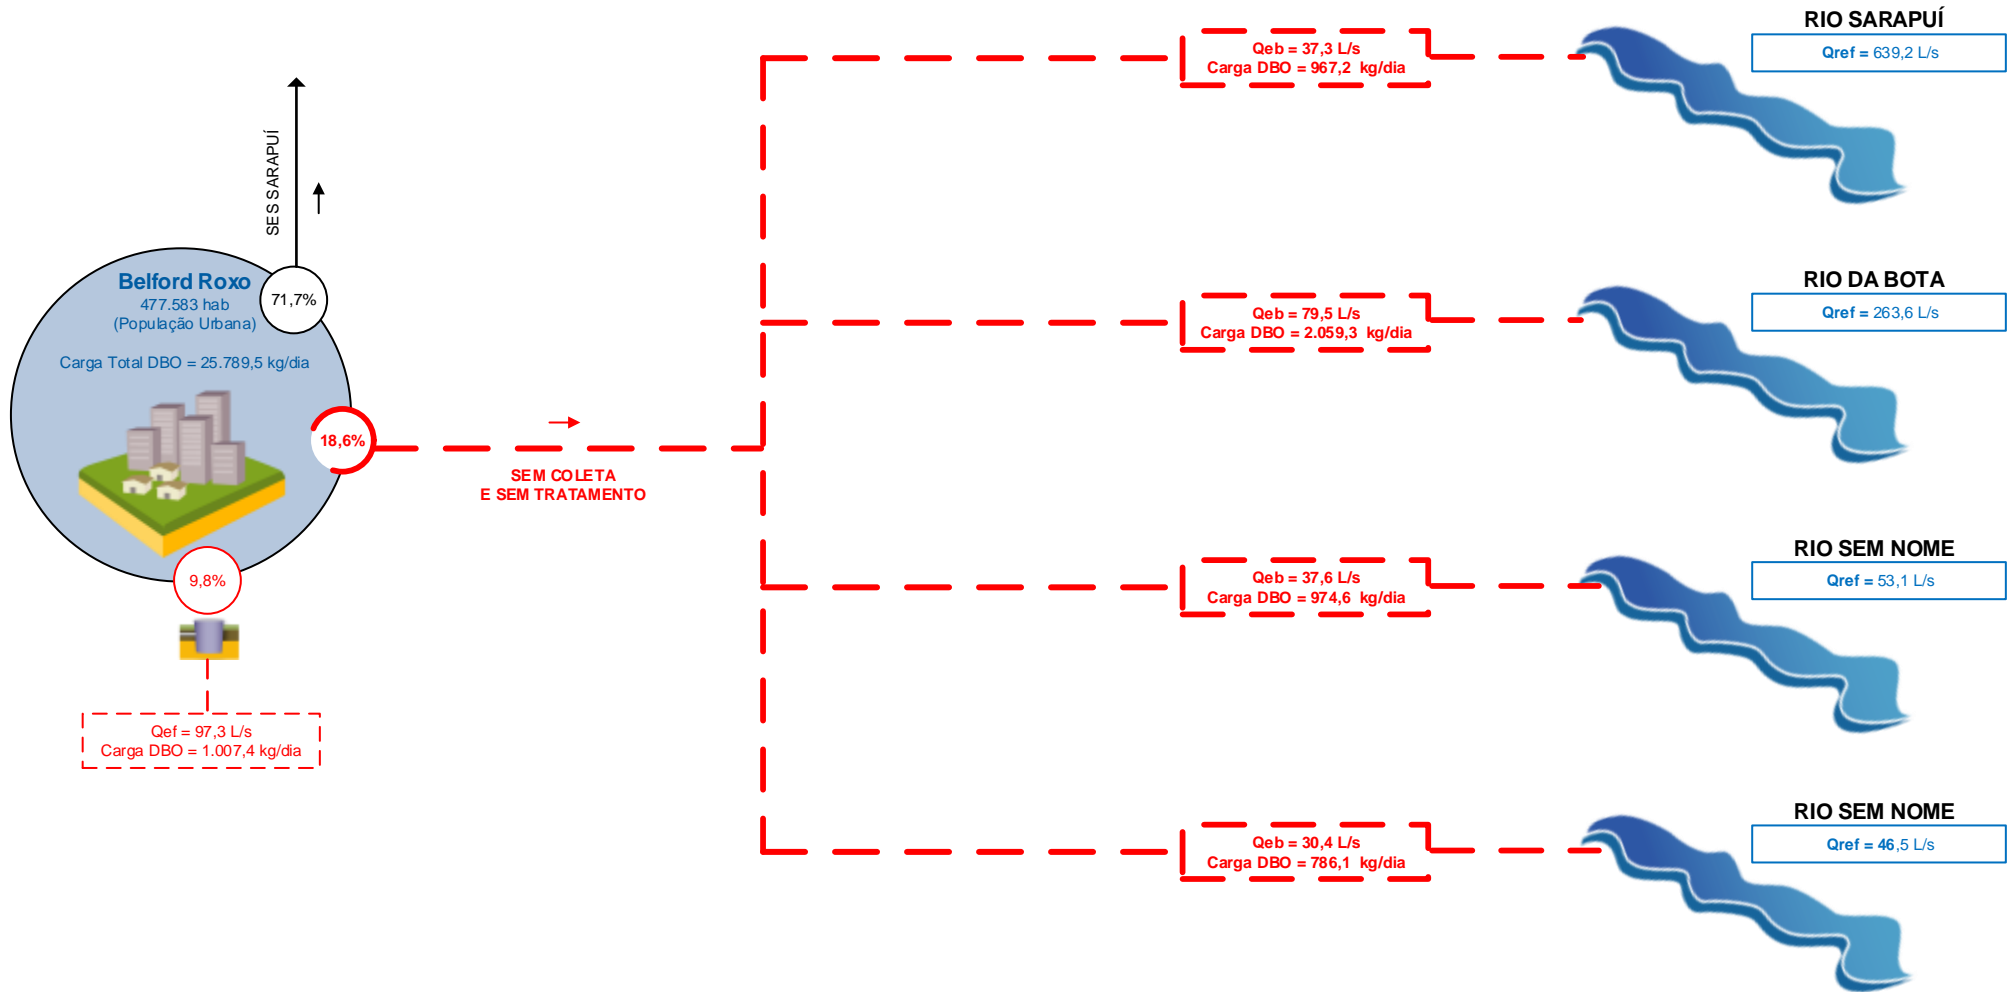 SES SARAPUÍ
Belford Roxo
477.583 hab
(População Urbana)
Carga Total DBO = 25.789,5 kg/dia
71,7%
18,6%
9,8%
Qef = 97,3 L/s
Carga DBO = 1.007,4 kg/dia
SEM COLETA
E SEM TRATAMENTO
Qeb = 37,3 L/s
Carga DBO = 967,2 kg/dia
RIO SARAPUÍ
Qref = 639,2 L/s
Qeb = 79,5 L/s
Carga DBO = 2.059,3 kg/dia
RIO DA BOTA
Qref = 263,6 L/s
Qeb = 37,6 L/s
Carga DBO = 974,6 kg/dia
RIO SEM NOME
Qref = 53,1 L/s
Qeb = 30,4 L/s
Carga DBO = 786,1 kg/dia
RIO SEM NOME
Qref = 46,5 L/s